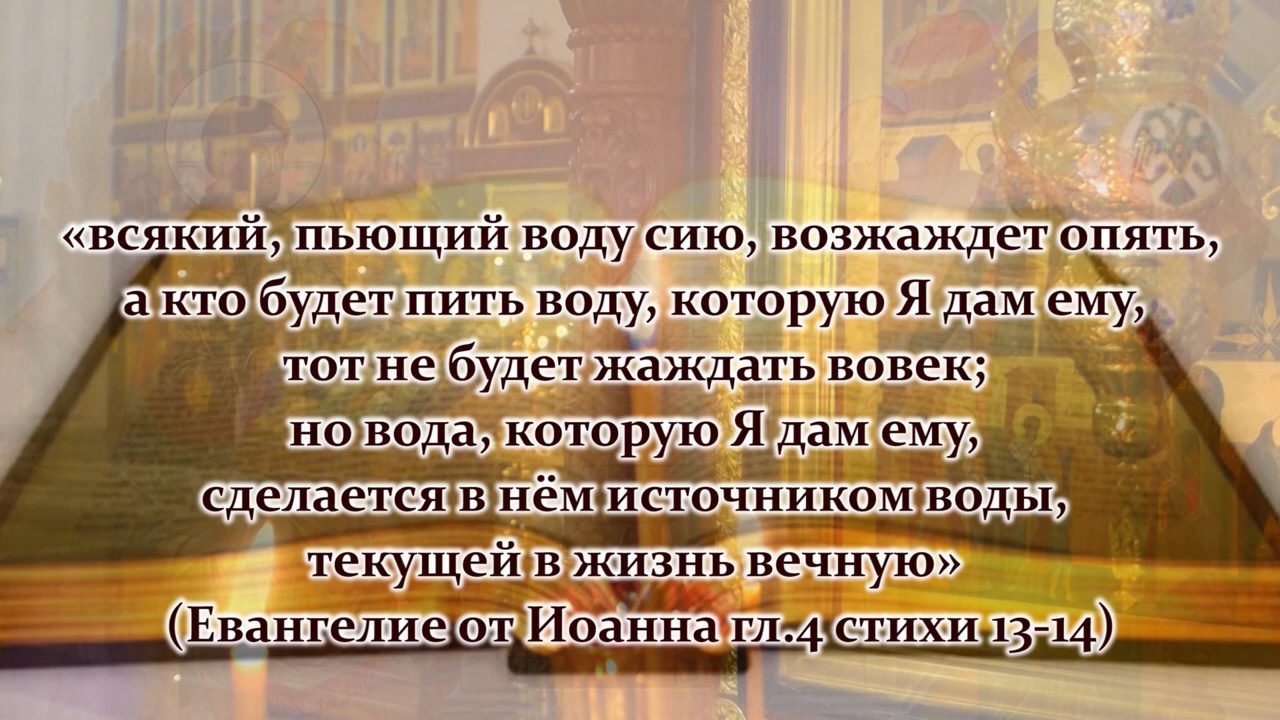 «всякий, пьющий воду сию, возжаждет опять,
а кто будет пить воду, которую Я дам ему,
тот не будет жаждать вовек;
но вода, которую Я дам ему,
сделается в нём источником воды,
текущей в жизнь вечную»
(Евангелие от Иоанна гл.4 стихи 13-14)